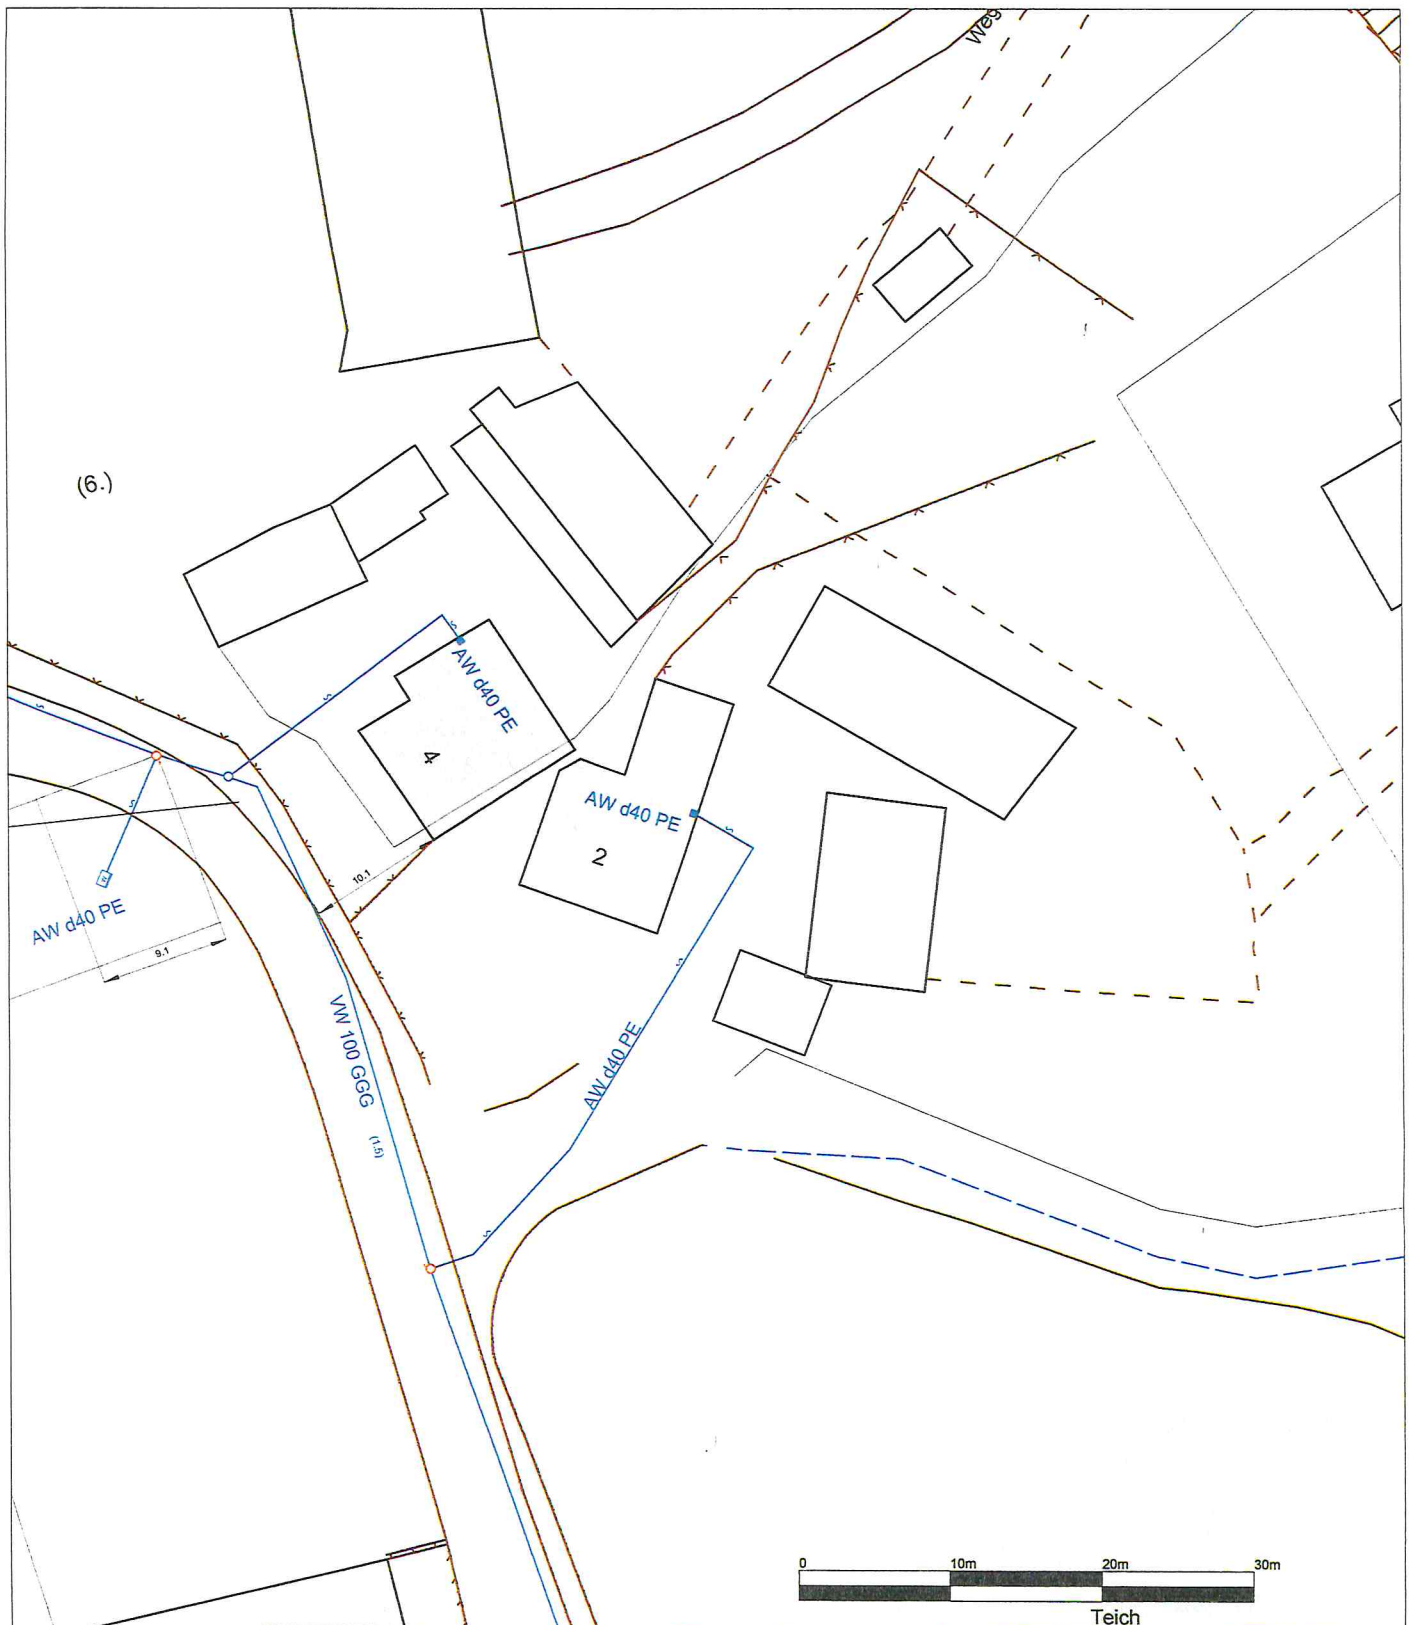 Weg
(6.)
AW d40 PE
4
AW d40 PE
2
10.1
AW d40 PE
9.1
VW 100 GGG
(1.5)
AW d40 PE
0 10m 20m 30m
Teich